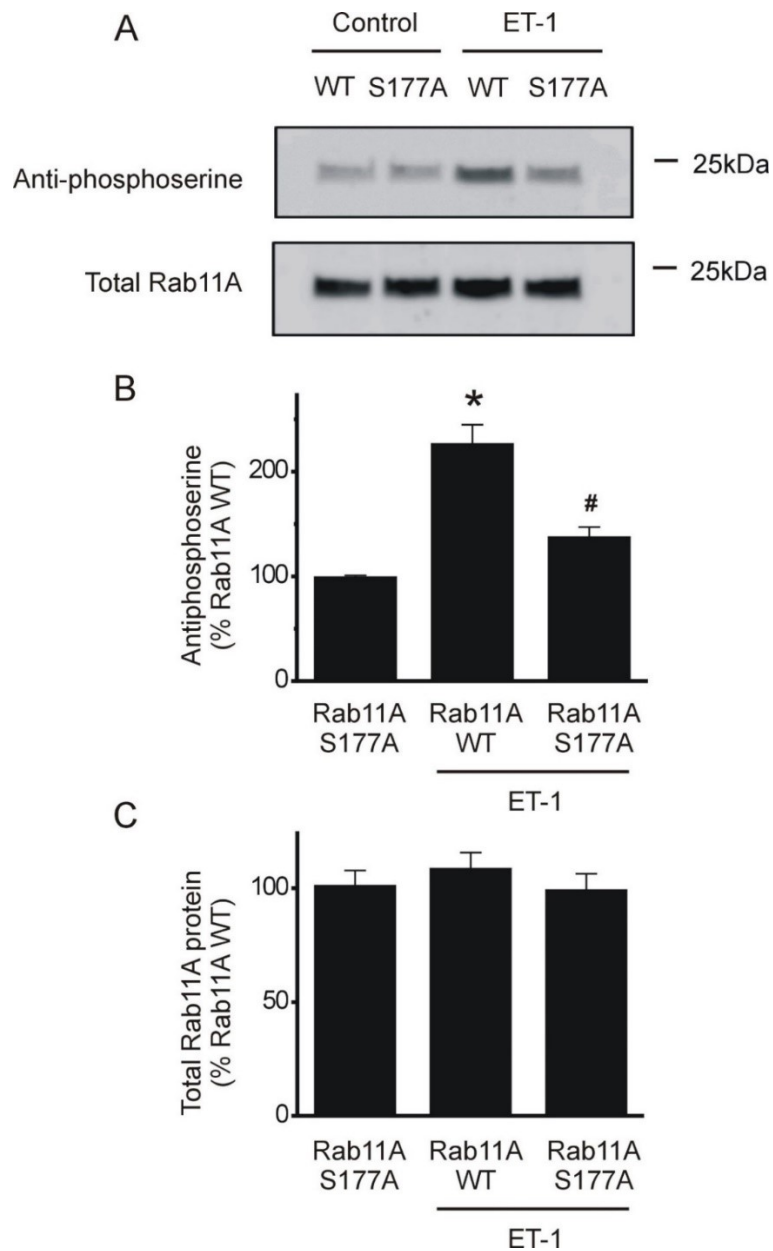 A
Control ET-1
WT S177A WT S177A
Anti-phosphoserine
25kDa
Total Rab11A
25kDa
B
Antiphosphoserine
(% Rab11A WT)
200
100
0
*
#
Rab11A Rab11A Rab11A
S177A WT S177A
ET-1
C
Total Rab11A protein
(% Rab11A WT)
100
50
0
Rab11A Rab11A Rab11A
S177A WT S177A
ET-1